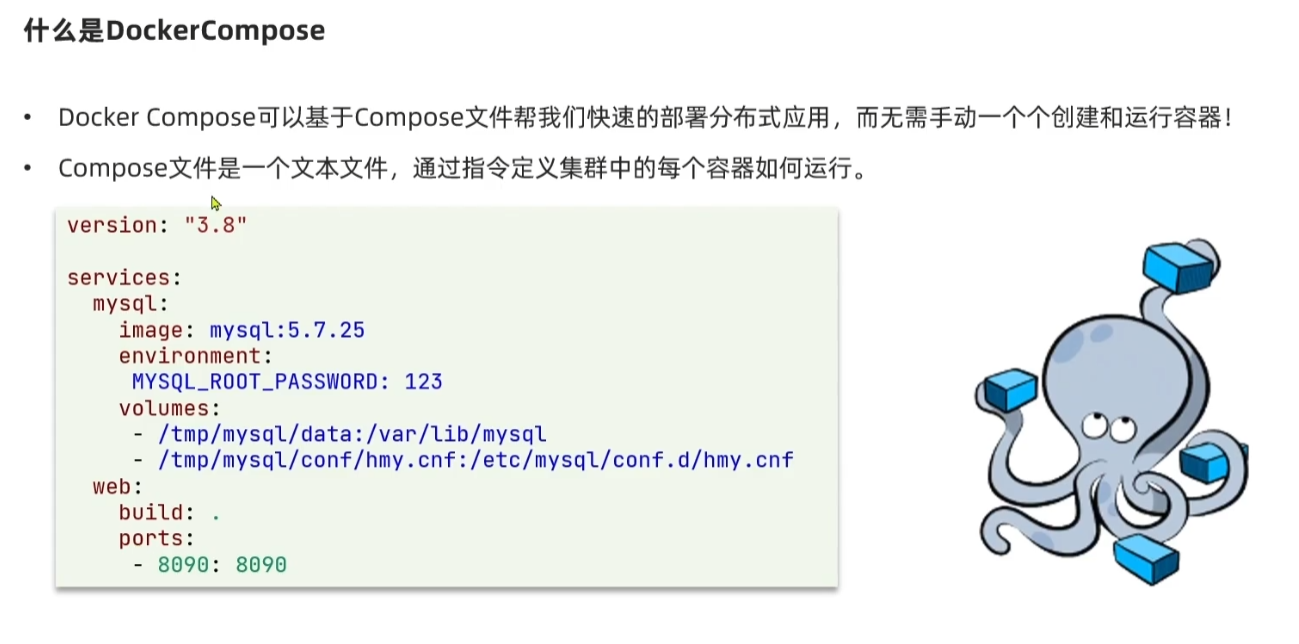 什么是DockerCompose
• Docker Compose可以基于Compose文件帮我们快速的部署分布式应用，而无需手动一个个创建和运行容器！
• Compose文件是一个文本文件，通过指令定义集群中的每个容器如何运行。
version: "3.8"
services:
  mysql:
    image: mysql:5.7.25
    environment:
     MYSQL_ROOT_PASSWORD: 123
    volumes:
     - /tmp/mysql/data:/var/lib/mysql
     - /tmp/mysql/conf/hmy.cnf:/etc/mysql/conf.d/hmy.cnf
  web:
    build: .
    ports:
     - 8090: 8090